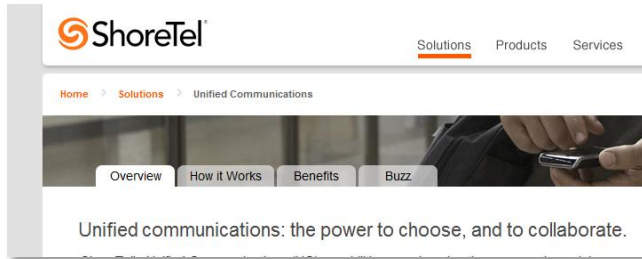 ShoreTel
Solutions Products Services
Home > Solutions > Unified Communications
Overview How it Works Benefits Buzz
Unified communications: the power to choose, and to collaborate.